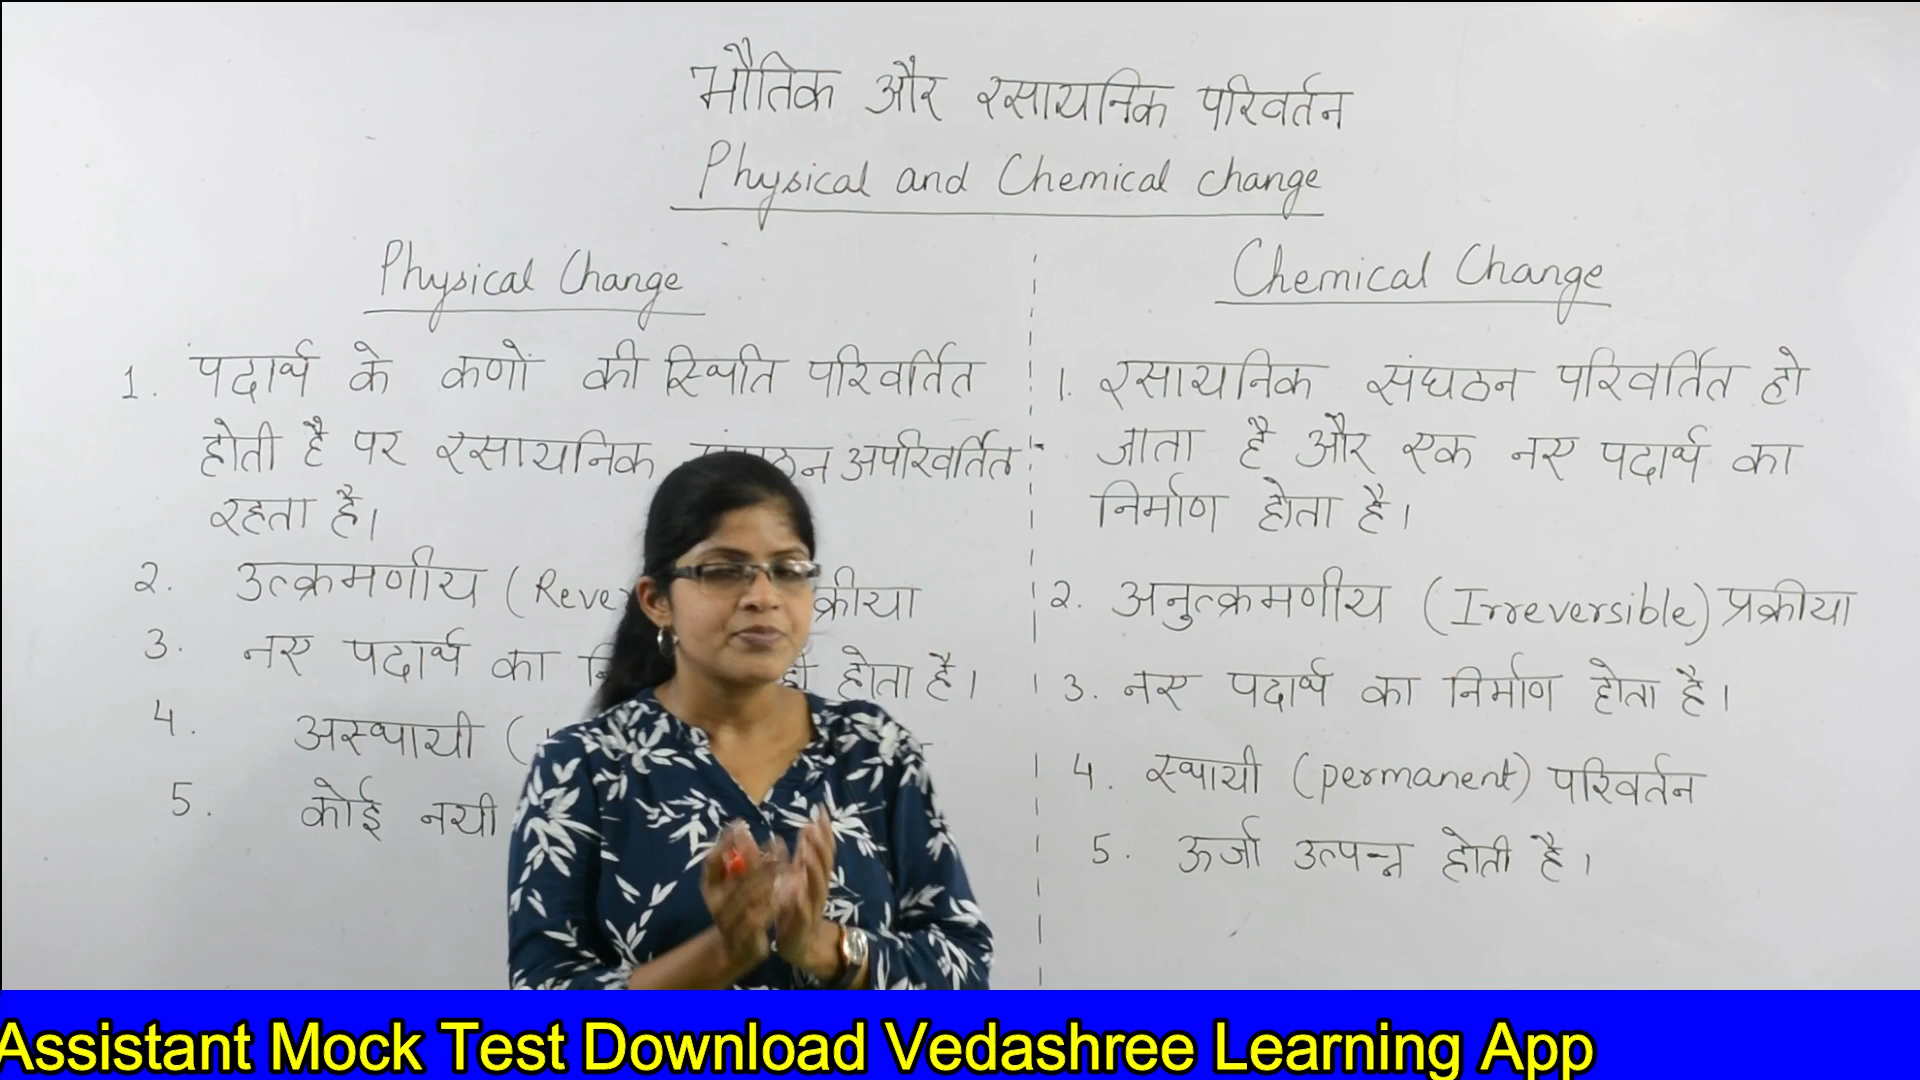 भौतिक और रसायनिक परिवर्तन
Physical and Chemical change
Physical Change
1. पदार्थ के कणों की स्थिति परिवर्तित
होती है पर रसायनिक अपरिवर्तित
रहता है।
2. उत्क्रमणीय (Reve
3. नए पदार्थ का होता है।
4. अस्थायी (
5. कोई नयी
Chemical Change
1. रसायनिक संघठन परिवर्तित हो
जाता है और एक नए पदार्थ का
निर्माण होता है।
2. अनुत्क्रमणीय (Irreversible) प्रक्रीया
3. नए पदार्थ का निर्माण होता है।
4. स्थायी (permanent) परिवर्तन
5. ऊर्जा उत्पन्न होती है।
Assistant Mock Test Download Vedashree Learning App